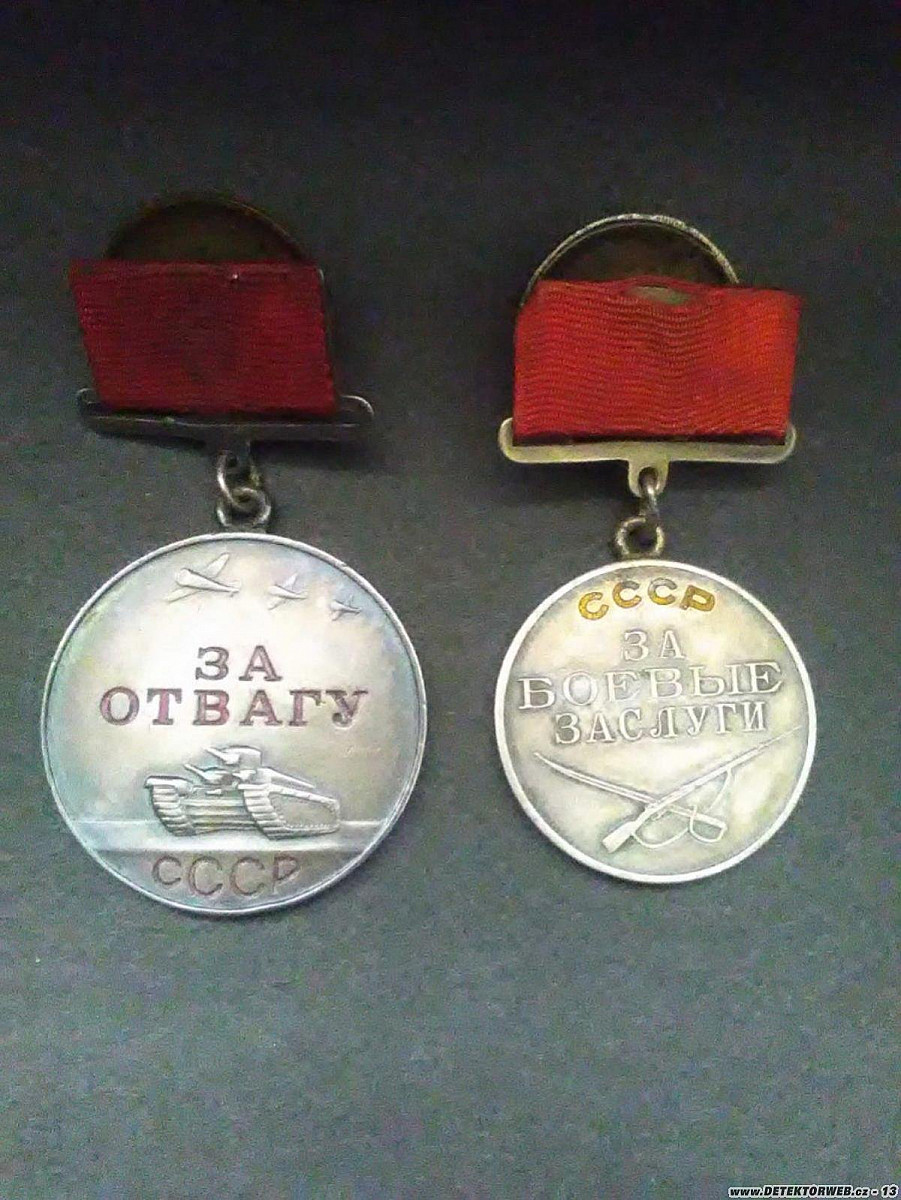 ЗА
ОТВАГУ
СССР
СССР
ЗА
БОЕВЫЕ
ЗАСЛУГИ
www.DETEKTORWEB.cz - 13